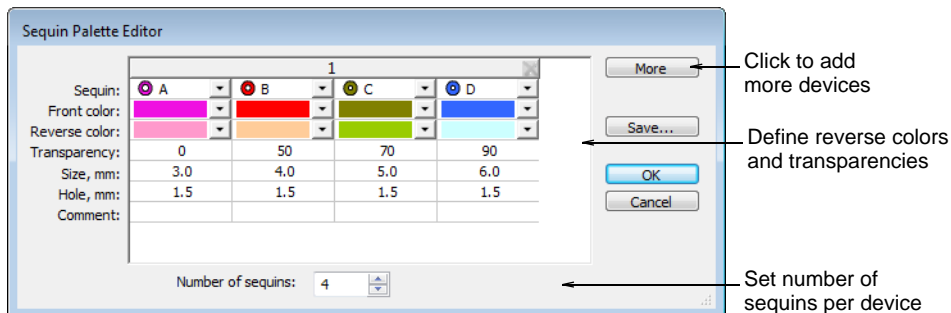 Sequin Palette Editor
1
Sequin: A B C D
Front color:
Reverse color:
Transparency: 0 50 70 90
Size, mm: 3.0 4.0 5.0 6.0
Hole, mm: 1.5 1.5 1.5 1.5
Comment:
Number of sequins: 4
More
Save...
OK
Cancel
Click to add
more devices
Define reverse colors
and transparencies
Set number of
sequins per device